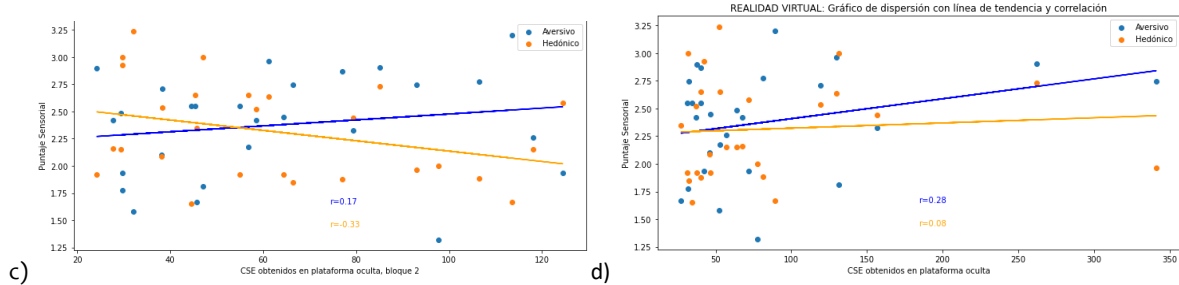 3.25
3.00
2.75
2.50
2.25
2.00
1.75
1.50
1.25
Puntaje Sensorial
Aversivo
Hedónico
r=0.17
r=-0.33
20
40
60
80
100
120
CSE obtenidos en plataforma oculta, bloque 2
c)
REALIDAD VIRTUAL: Gráfico de dispersión con línea de tendencia y correlación
3.25
3.00
2.75
2.50
2.25
2.00
1.75
1.50
1.25
Puntaje Sensorial
Aversivo
Hedónico
r=0.28
r=0.08
50
100
150
200
250
300
350
CSE obtenidos en plataforma oculta
d)